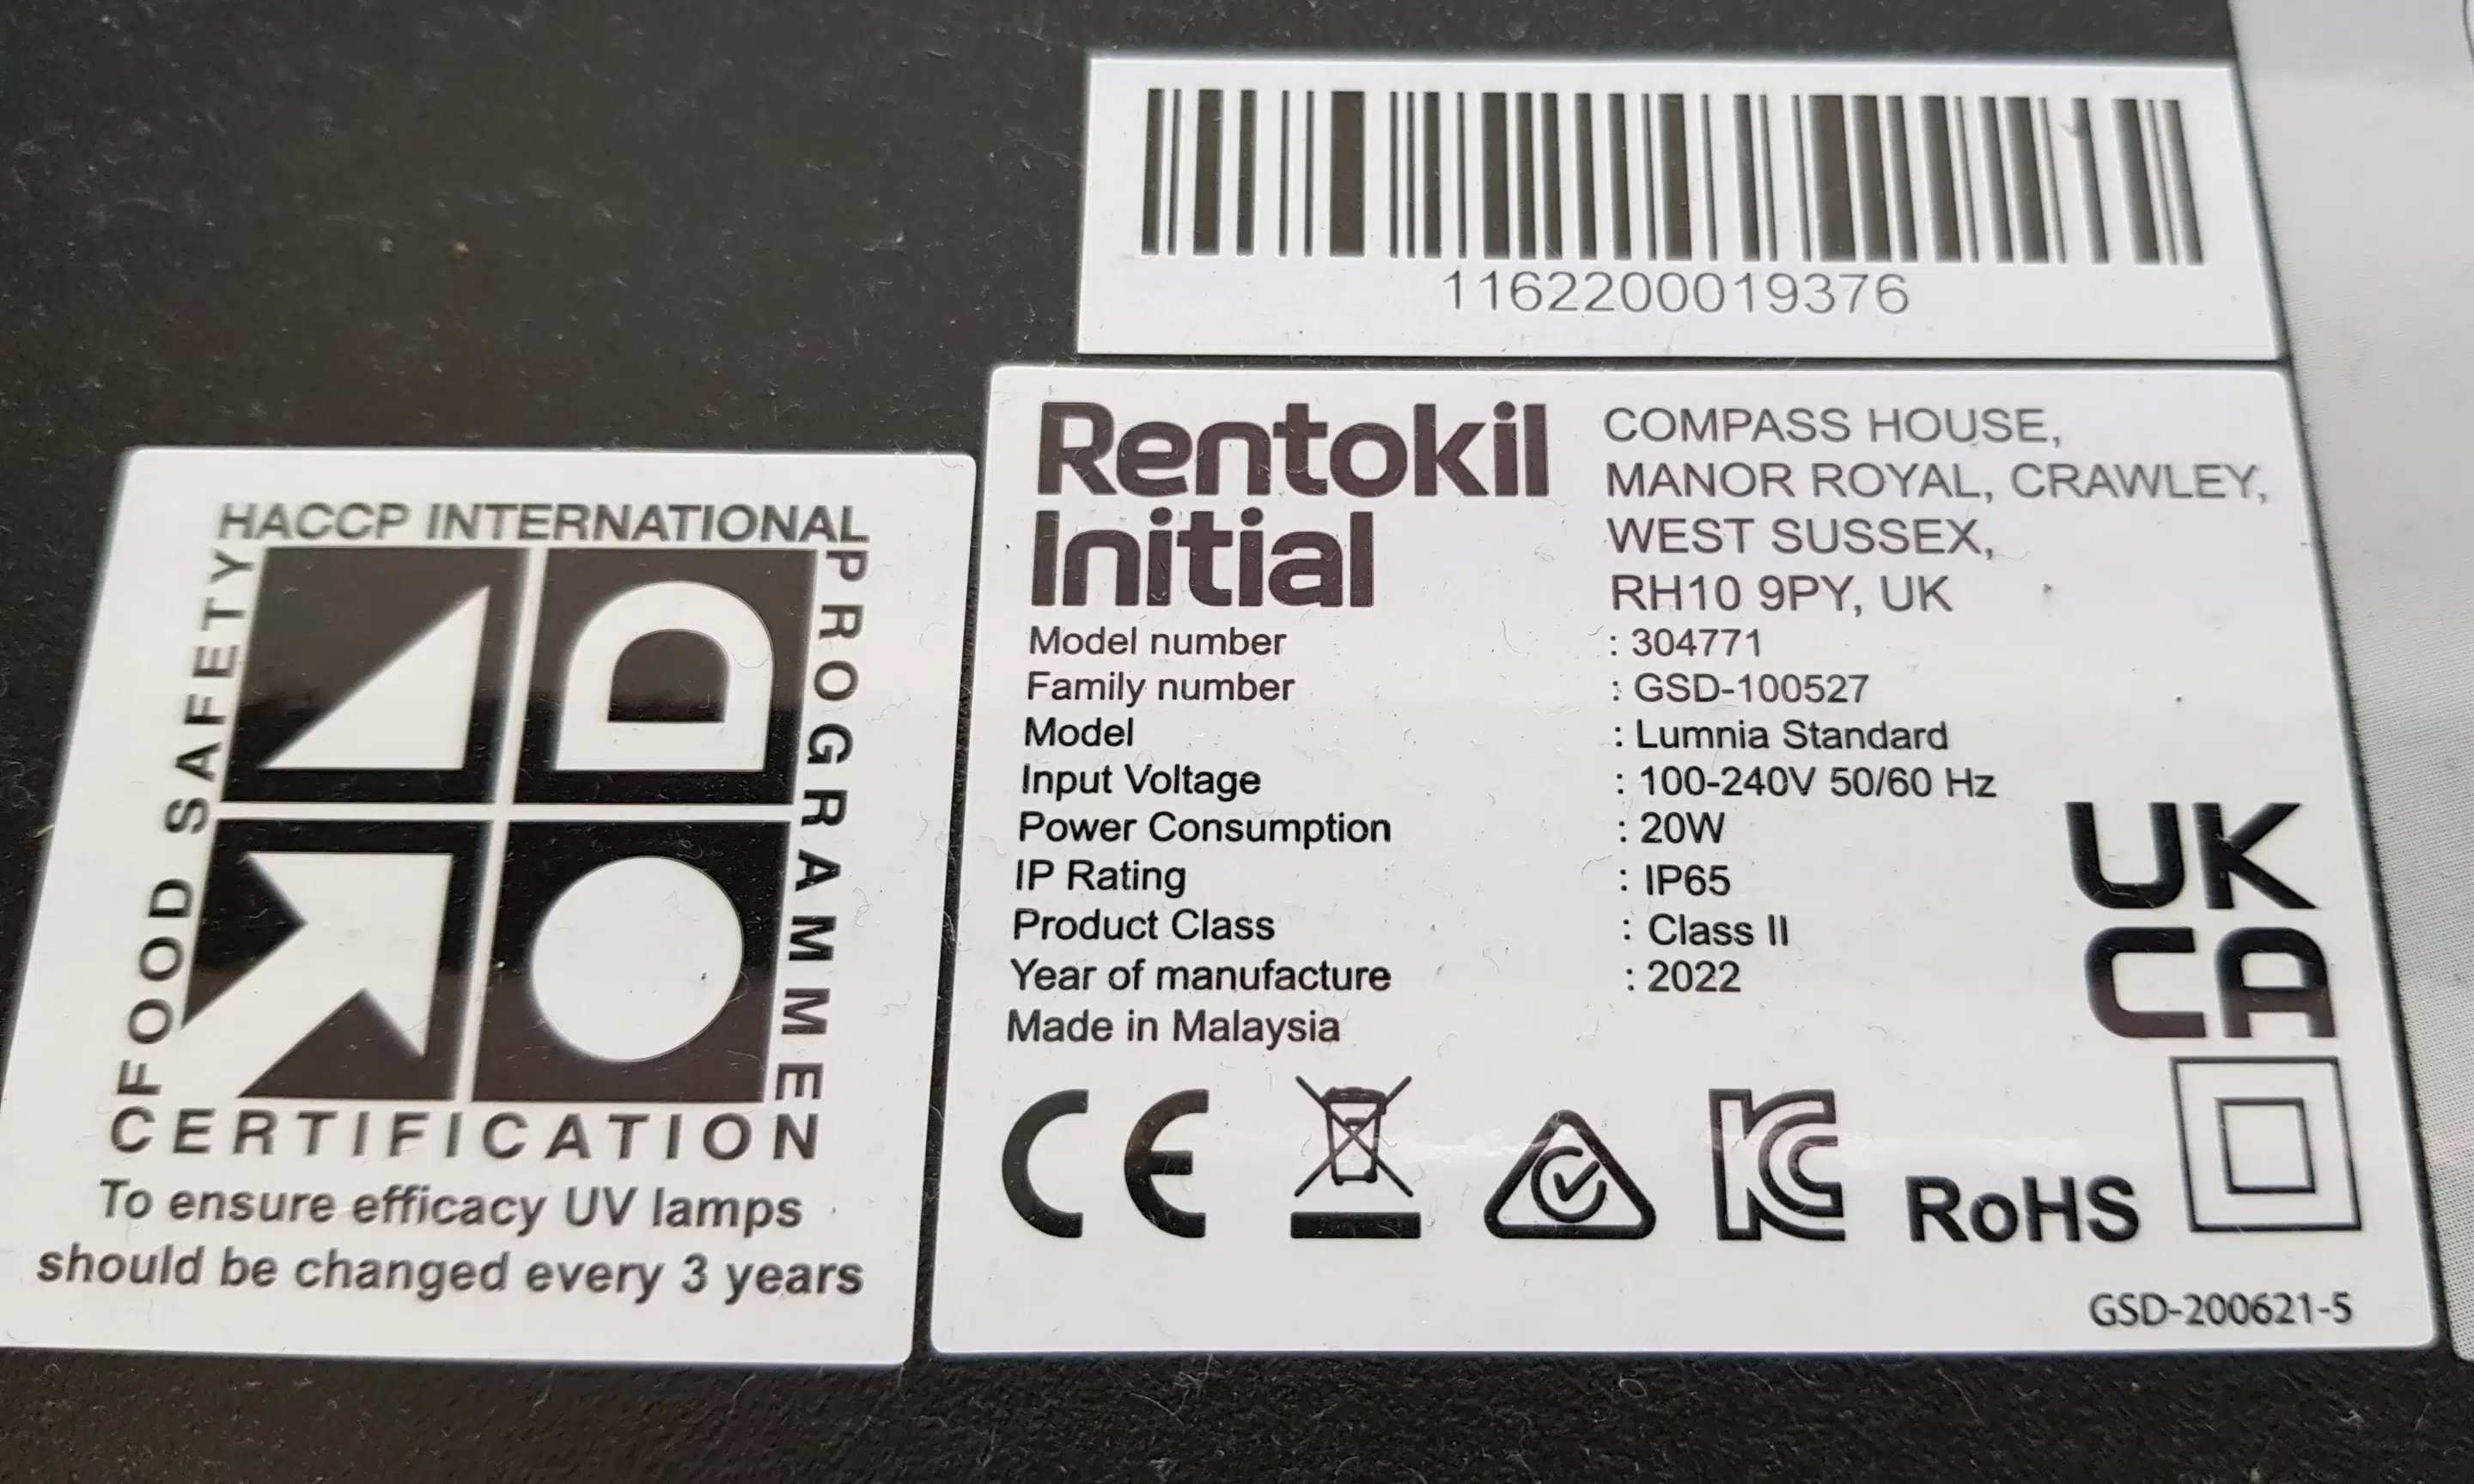 1162200019376
HACCP INTERNATIONAL
FOOD SAFETY
PROGRAMMEN
CERTIFICATION
To ensure efficacy UV lamps
should be changed every 3 years
Rentokil
Initial
COMPASS HOUSE,
MANOR ROYAL, CRAWLEY,
WEST SUSSEX,
RH10 9PY, UK
Model number : 304771
Family number : GSD-100527
Model : Lumnia Standard
Input Voltage : 100-240V 50/60 Hz
Power Consumption : 20W
IP Rating : IP65
Product Class : Class II
Year of manufacture : 2022
Made in Malaysia
UK
CA
CE
KC
RoHS
GSD-200621-5